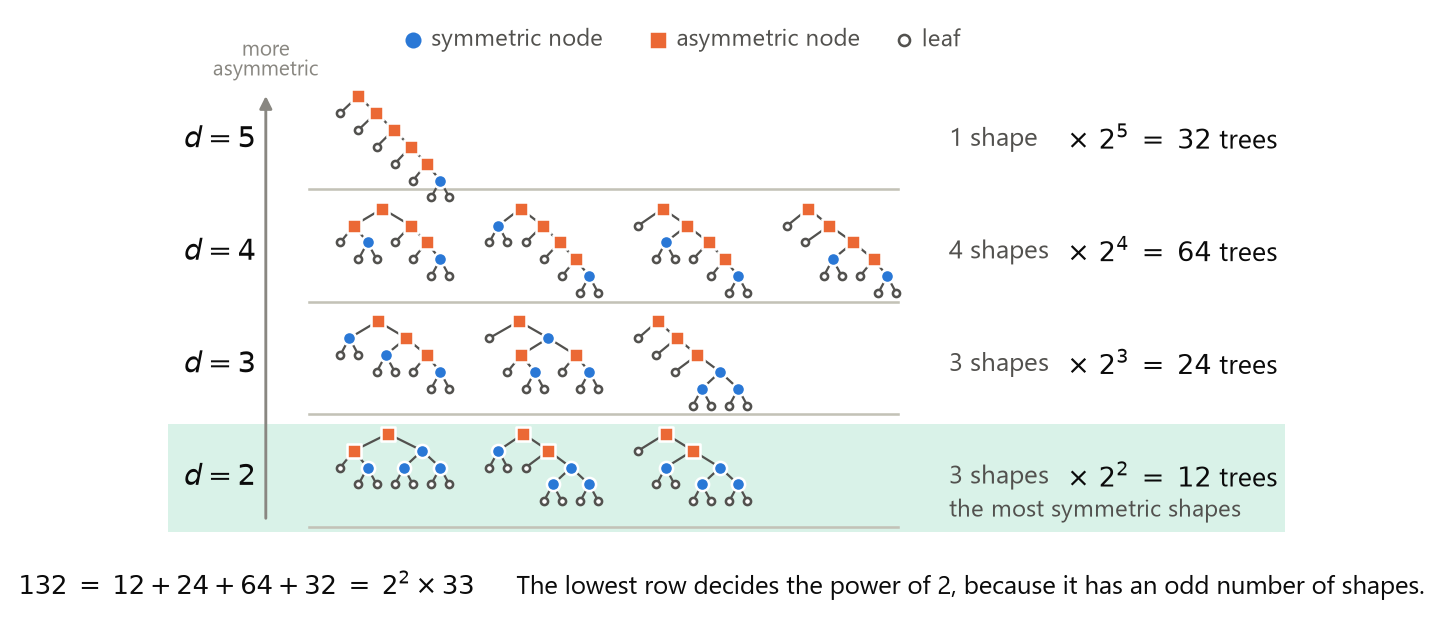 symmetric node asymmetric node leaf
more
asymmetric
d = 5 1 shape × 2⁵ = 32 trees
d = 4 4 shapes × 2⁴ = 64 trees
d = 3 3 shapes × 2³ = 24 trees
d = 2 3 shapes × 2² = 12 trees
the most symmetric shapes
132 = 12 + 24 + 64 + 32 = 2² × 33 The lowest row decides the power of 2, because it has an odd number of shapes.